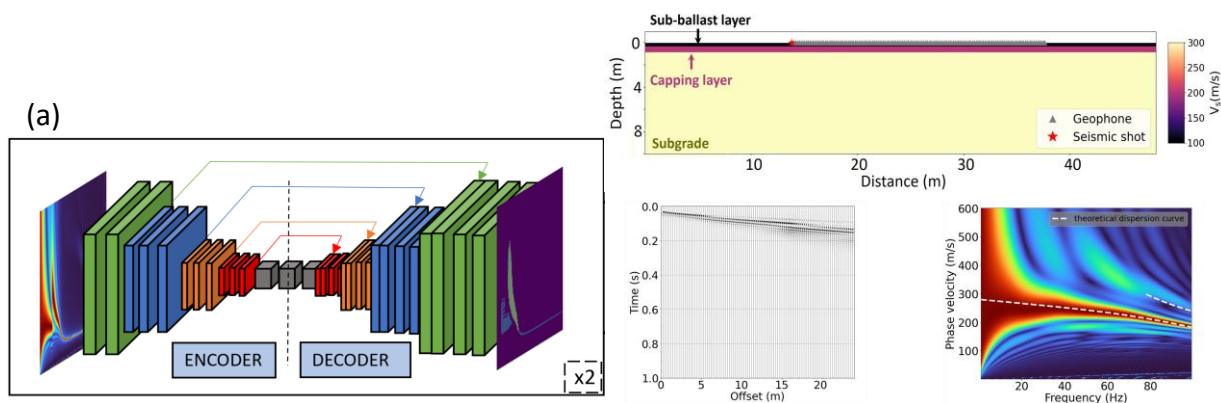 (a)
ENCODER
DECODER
x2
Sub-ballast layer
Capping layer
Subgrade
Depth (m)
0
4
8
10
20
30
40
Distance (m)
Geophone
Seismic shot
300
250
200
150
100
Vs(m/s)
Time (s)
0.0
0.2
0.4
0.6
0.8
1.0
0
5
10
15
20
Offset (m)
Phase velocity (m/s)
600
500
400
300
200
100
20
40
60
80
Frequency (Hz)
theoretical dispersion curve